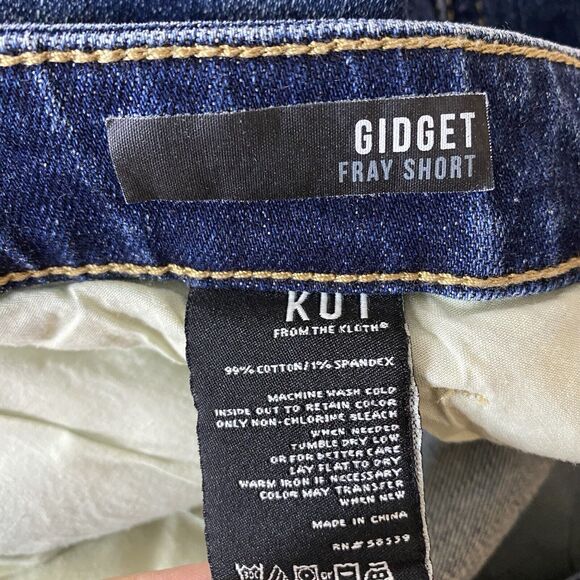 GIDGET
FRAY SHORT
KUT
FROM THE KLOTH®
99% COTTON/1% SPANDEX
MACHINE WASH COLD
INSIDE OUT TO RETAIN COLOR
ONLY NON-CHLORINE BLEACH
WHEN NEEDED
TUMBLE DRY LOW
OR FOR BETTER CARE
LAY FLAT TO DRY
WARM IRON IF NECESSARY
COLOR MAY TRANSFER
WHEN NEW
MADE IN CHINA
RN# 58539
or